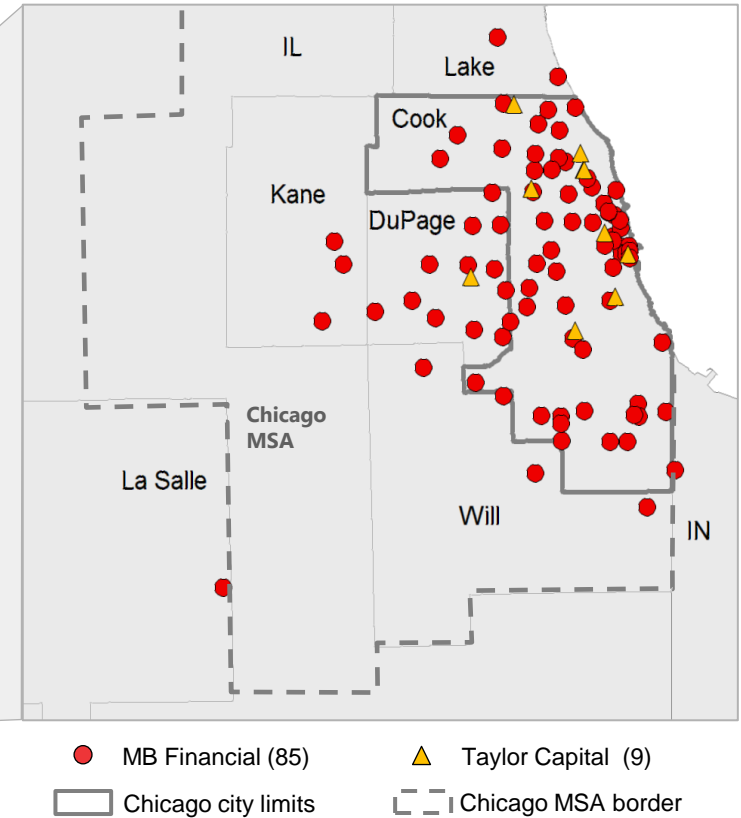 IL
Lake
Cook
Kane
DuPage
Chicago
MSA
La Salle
Will
IN
MB Financial (85)
Taylor Capital (9)
Chicago city limits
Chicago MSA border